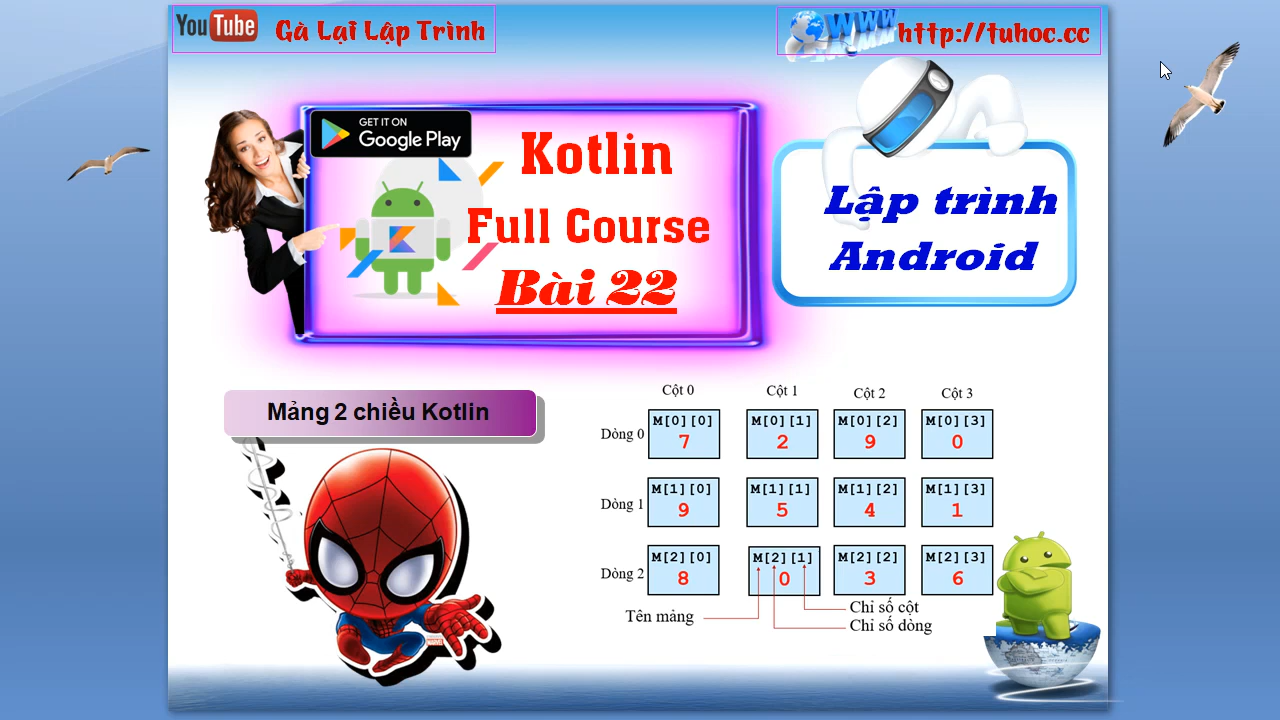 YouTube Gà Lại Lập Trình
WWW http://tuhoc.cc
GET IT ON
Google Play
Kotlin
Full Course
Bài 22
Lập trình
Android
Mảng 2 chiều Kotlin
Cột 0 Cột 1 Cột 2 Cột 3
Dòng 0
M[0][0] M[0][1] M[0][2] M[0][3]
7 2 9 0
Dòng 1
M[1][0] M[1][1] M[1][2] M[1][3]
9 5 4 1
Dòng 2
M[2][0] M[2][1] M[2][2] M[2][3]
8 0 3 6
Tên mảng
Chỉ số cột
Chỉ số dòng
MARVEL